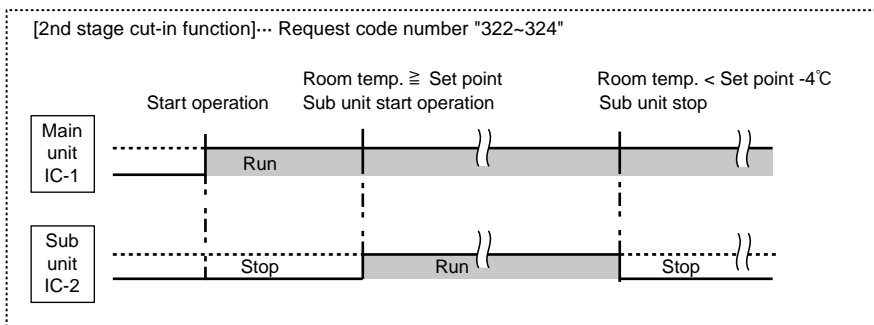 [2nd stage cut-in function]··· Request code number "322~324"
Room temp. ≧ Set point
Room temp. < Set point -4℃
Start operation
Sub unit start operation
Sub unit stop
Main
unit
IC-1
Run
Sub
unit
IC-2
Stop
Run
Stop